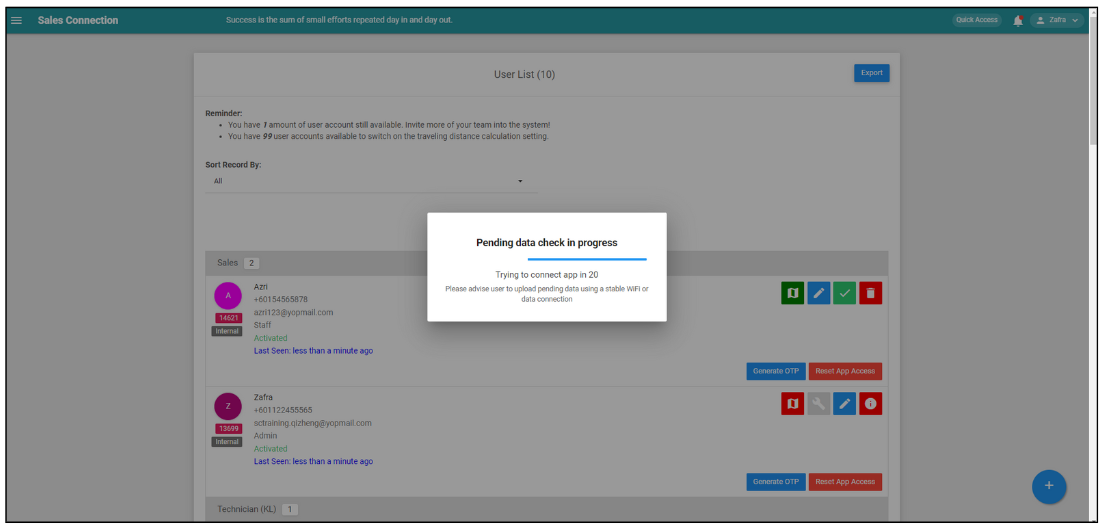 Sales Connection
Success is the sum of small efforts repeated day in and day out.
Quick Access
Zafra
User List (10)
Export
Reminder:
You have 1 amount of user account still available. Invite more of your team into the system!
You have 99 user accounts available to switch on the traveling distance calculation setting.
Sort Record By:
All
Pending data check in progress
Trying to connect app in 20
Please advise user to upload pending data using a stable WiFi or
data connection
Sales 2
A
14621
Internal
Azri
+60154565878
azri123@yopmail.com
Staff
Activated
Last Seen: less than a minute ago
Generate OTP
Reset App Access
Z
13699
Internal
Zafra
+601122455565
sctraining.qizheng@yopmail.com
Admin
Activated
Last Seen: less than a minute ago
Generate OTP
Reset App Access
Technician (KL) 1